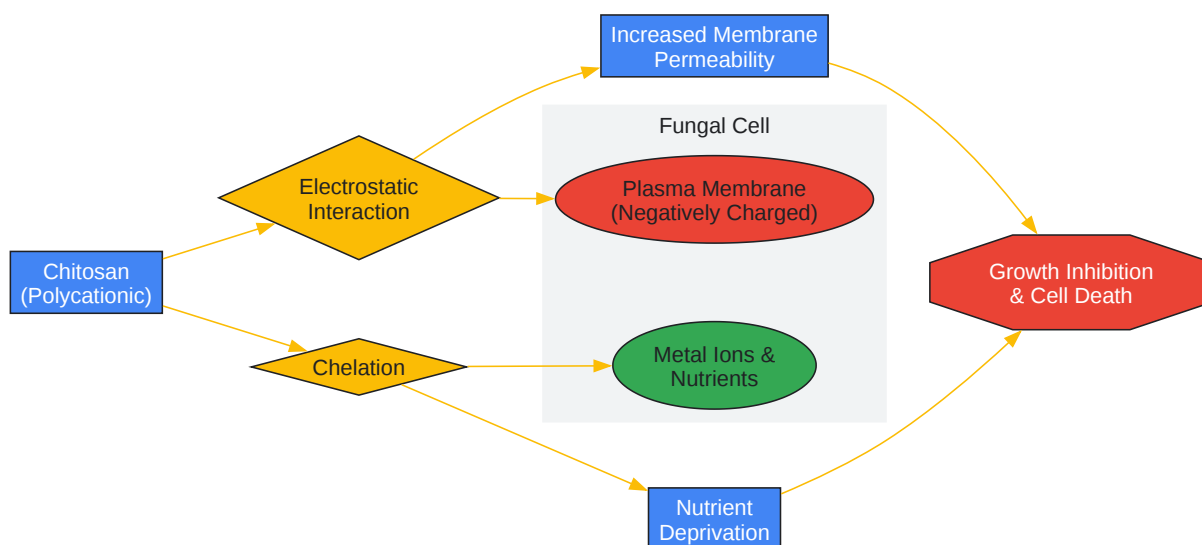 Increased Membrane
Permeability
Fungal Cell
Electrostatic
Interaction
Plasma Membrane
(Negatively Charged)
Chitosan
(Polycationic)
Growth Inhibition
& Cell Death
Chelation
Metal Ions &
Nutrients
Nutrient
Deprivation